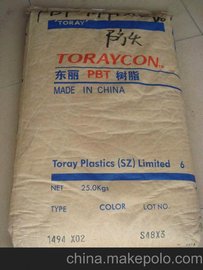 "TORAY"
TORAYCON®
东丽 PBT 树脂
MADE IN CHINA
Toray Plastics (SZ) Limited 6
NET 25.0Kgs
TYPE COLOR LOT NO.
1494 X02 S48X3
china.makepolo.com